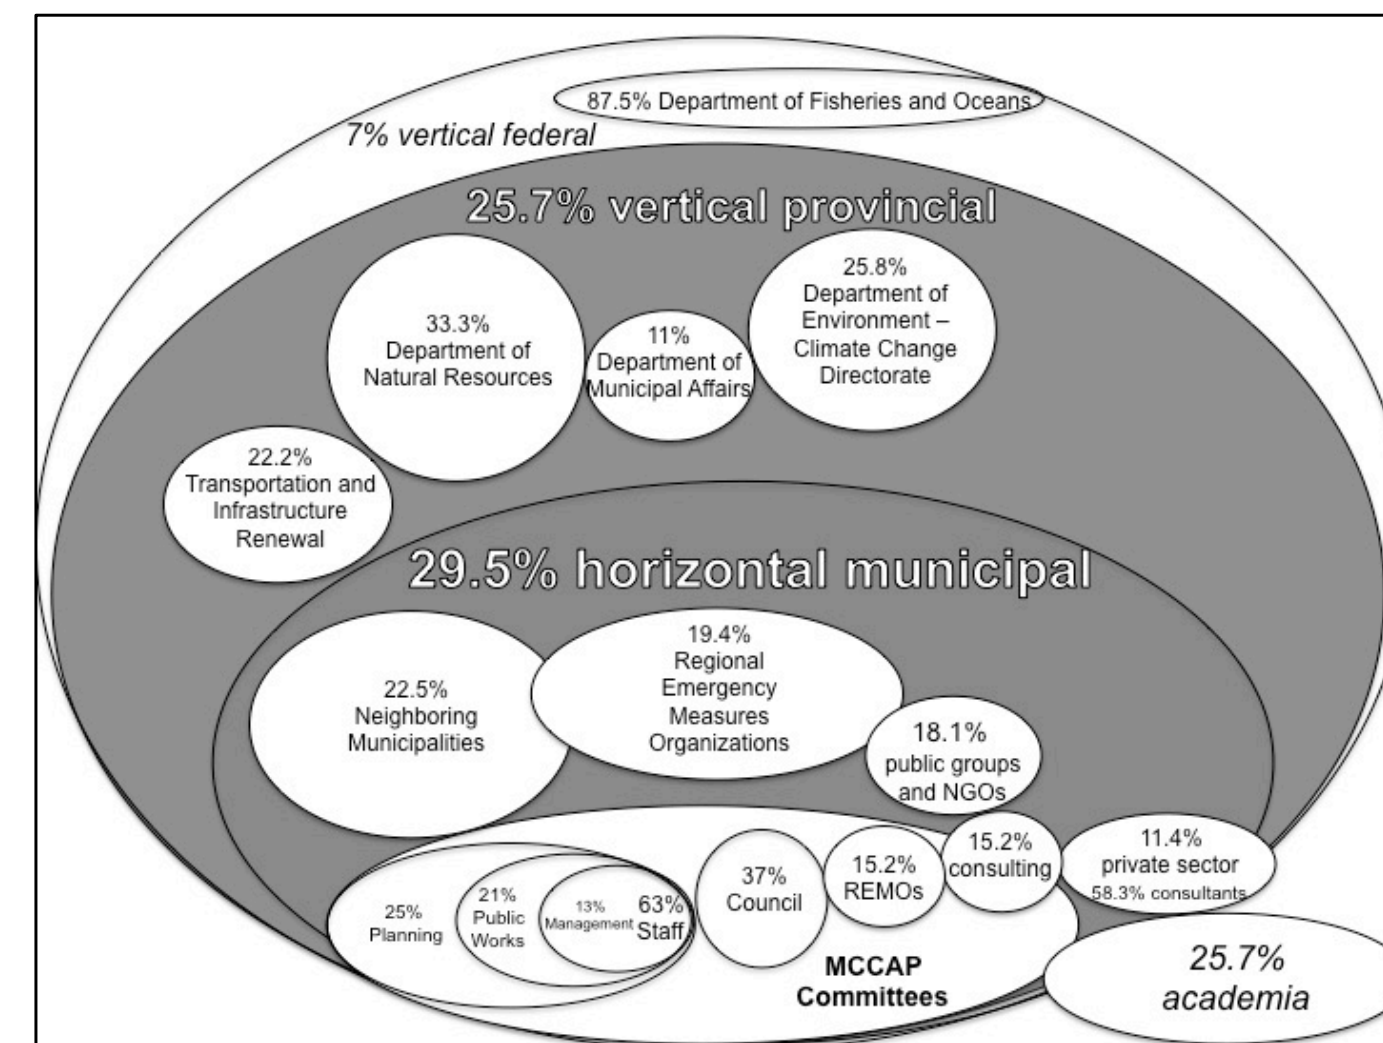 87.5% Department of Fisheries and Oceans
7% vertical federal
25.7% vertical provincial
33.3%
Department of
Natural Resources
11%
Department of
Municipal Affairs
25.8%
Department of
Environment –
Climate Change
Directorate
22.2%
Transportation and
Infrastructure
Renewal
29.5% horizontal municipal
22.5%
Neighboring
Municipalities
19.4%
Regional
Emergency
Measures
Organizations
18.1%
public groups
and NGOs
25%
Planning
21%
Public
Works
13%
Management
63%
Staff
37%
Council
15.2%
REMOs
15.2%
consulting
11.4%
private sector
58.3% consultants
MCCAP
Committees
25.7%
academia